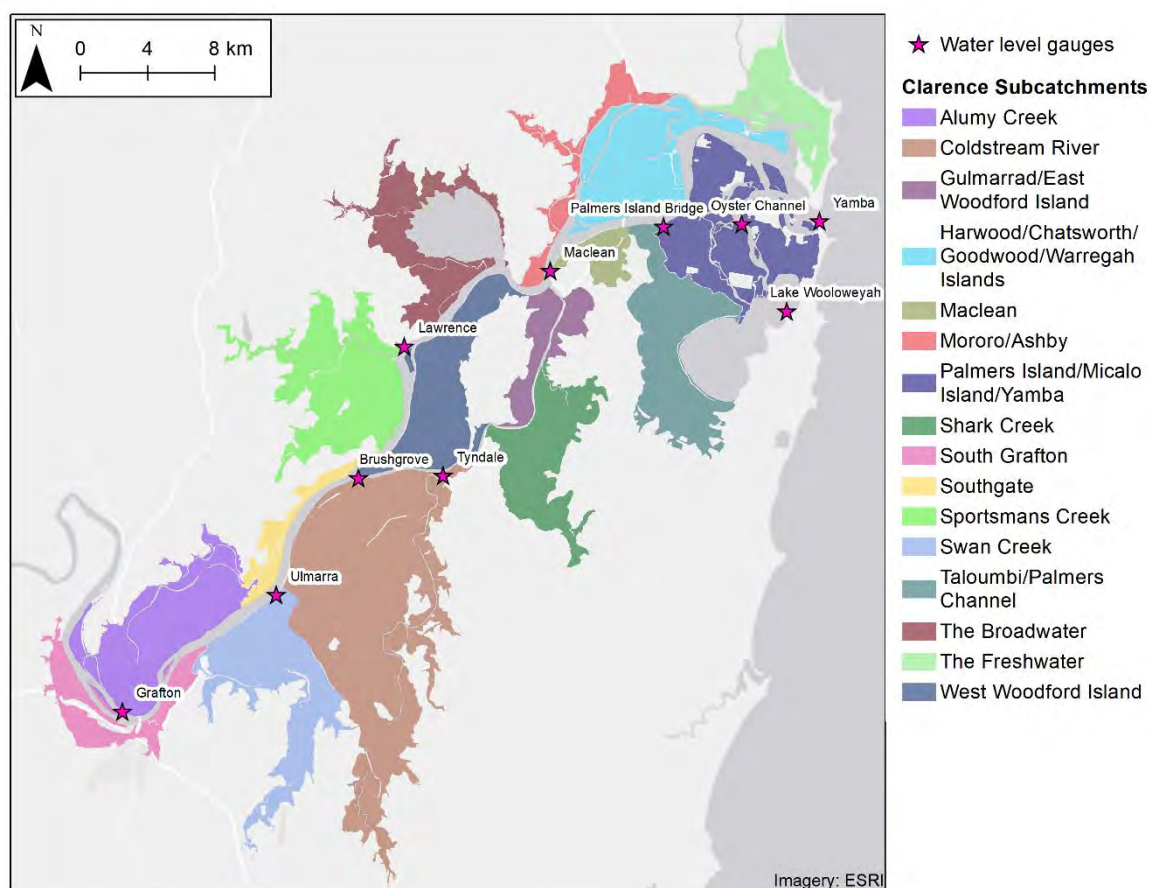 N
0 4 8 km
Water level gauges
Clarence Subcatchments
Alumy Creek
Coldstream River
Gulmarrad/East
Woodford Island
Harwood/Chatsworth/
Goodwood/Warregah
Islands
Maclean
Mororo/Ashby
Palmers Island/Micalo
Island/Yamba
Shark Creek
South Grafton
Southgate
Sportsmans Creek
Swan Creek
Taloumbi/Palmers
Channel
The Broadwater
The Freshwater
West Woodford Island
Palmers Island Bridge
Oyster Channel
Yamba
Maclean
Lake Wooloweyah
Lawrence
Brushgrove
Tyndale
Ulmarra
Grafton
Imagery: ESRI